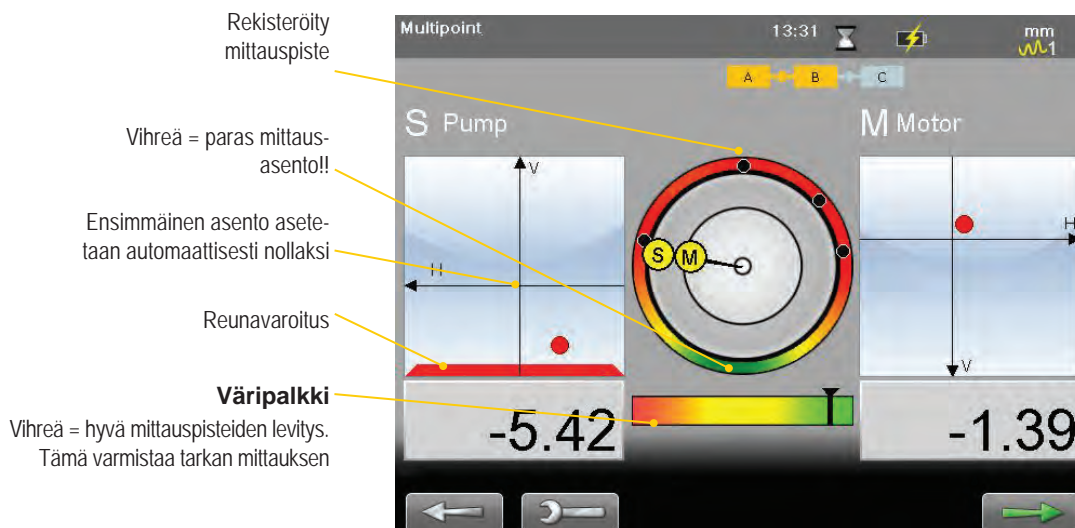 Rekisteröity
mittauspiste
Vihreä = paras mittaus-
asento!!
Ensimmäinen asento asete-
taan automaattisesti nollaksi
Reunavaroitus
Väripalkki
Vihreä = hyvä mittauspisteiden levitys.
Tämä varmistaa tarkan mittauksen
Multipoint
13:31
mm
1
A
B
C
S Pump
M Motor
V
H
S
M
H
V
-5.42
-1.39